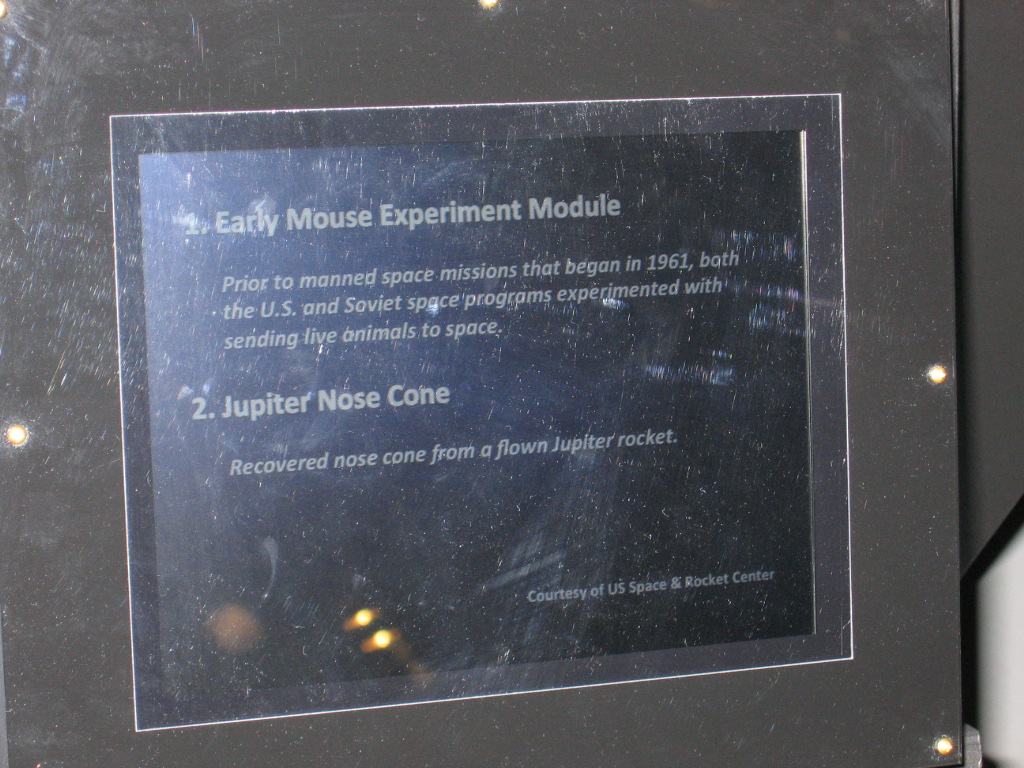 1. Early Mouse Experiment Module
Prior to manned space missions that began in 1961, both
the U.S. and Soviet space programs experimented with
sending live animals to space.
2. Jupiter Nose Cone
Recovered nose cone from a flown Jupiter rocket.
Courtesy of US Space & Rocket Center